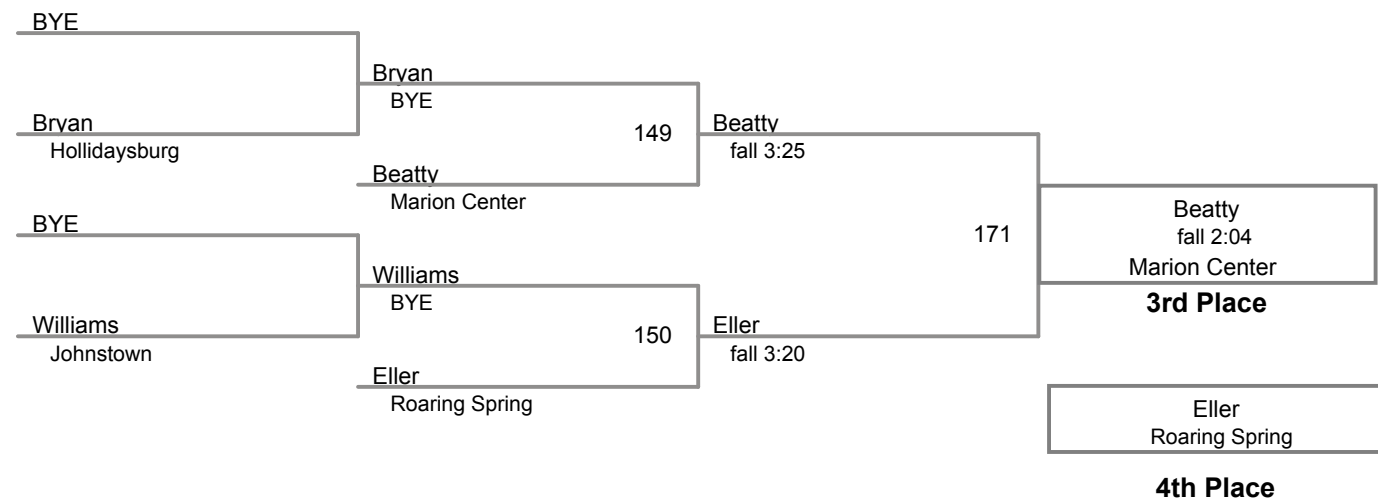 BYE
Bryan
BYE
Bryan
Hollidaysburg
149
Beatty
fall 3:25
Beatty
Marion Center
BYE
171
Beatty
fall 2:04
Marion Center
3rd Place
Williams
BYE
Williams
Johnstown
150
Eller
fall 3:20
Eller
Roaring Spring
Eller
Roaring Spring
4th Place